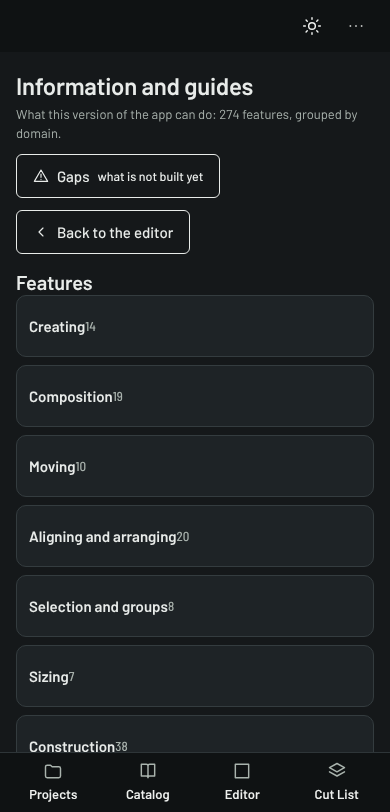 Information and guides
What this version of the app can do: 274 features, grouped by
domain.
Gaps what is not built yet
Back to the editor
Features
Creating14
Composition19
Moving10
Aligning and arranging20
Selection and groups8
Sizing7
Construction38
Projects Catalog Editor Cut List